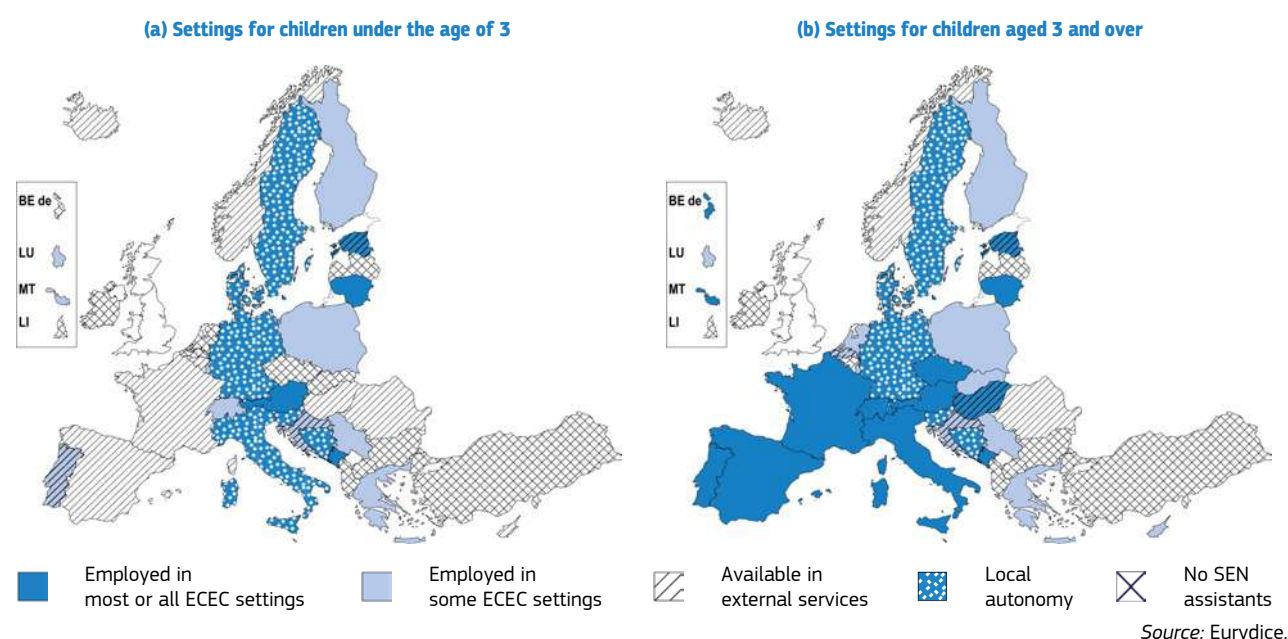 (a) Settings for children under the age of 3
(b) Settings for children aged 3 and over
BE de
LU
MT
LI
BE de
LU
MT
LI
Employed in
most or all ECEC settings
Employed in
some ECEC settings
Available in
external services
Local
autonomy
No SEN
assistants
Source: Eurydice.